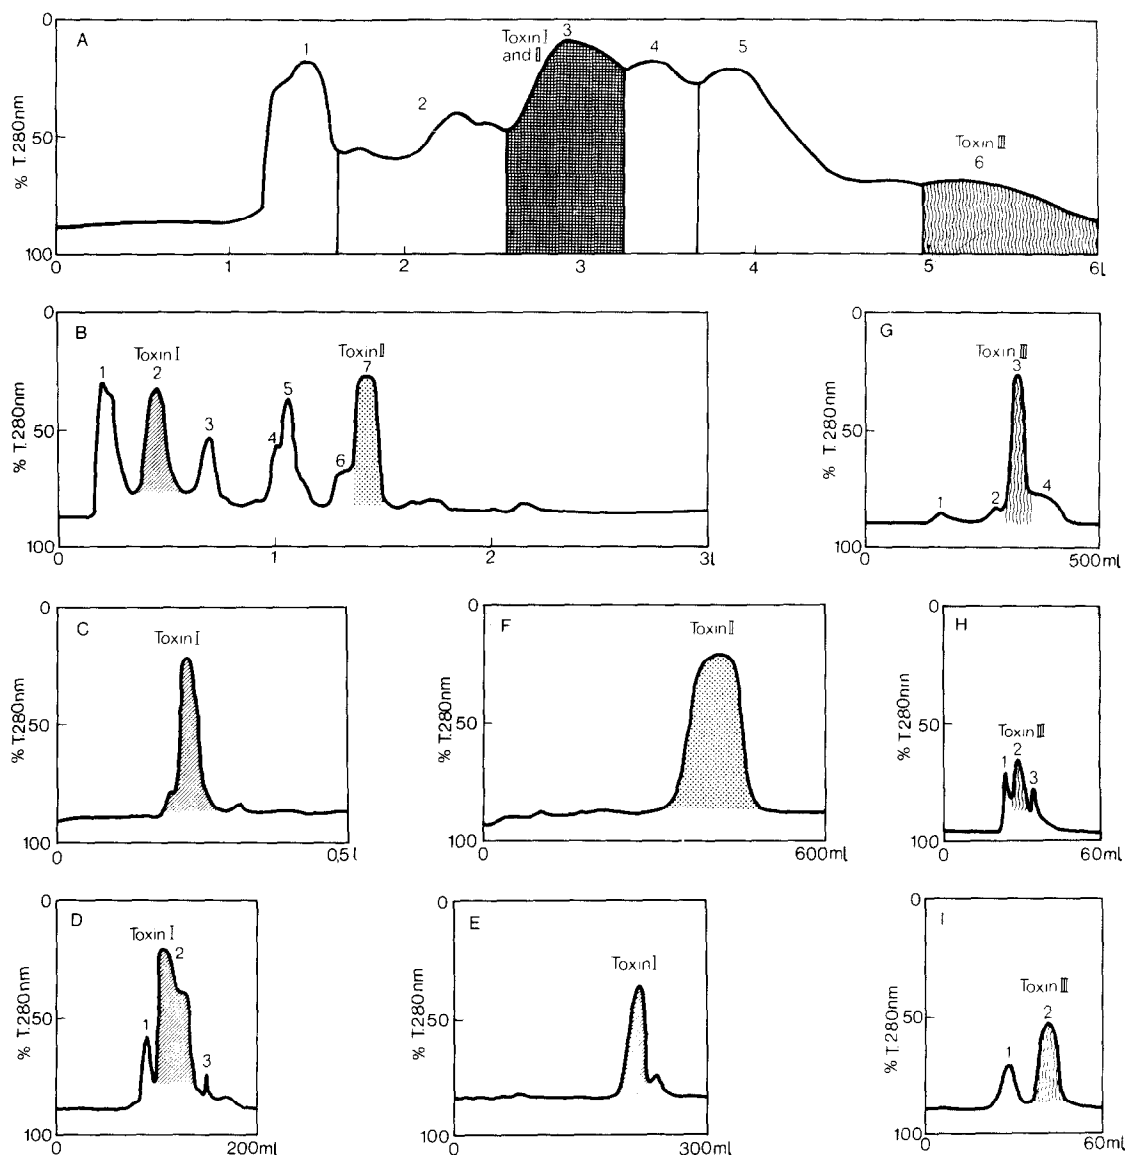 A
% T.280nm
0
50
100
1
2
Toxin I
and II
3
4
5
Toxin III
6
0
1
2
3
4
5
6l
B
% T.280nm
0
50
100
1
Toxin I
2
3
4
5
6
Toxin II
7
0
1
2
3l
G
% T.280nm
0
50
100
1
2
Toxin III
3
4
0
500ml
C
% T.280nm
0
50
100
Toxin I
0
0,5l
F
% T.280nm
0
50
100
Toxin II
0
600ml
H
% T.280nm
0
50
100
Toxin III
1
2
3
0
60ml
D
% T.280nm
0
50
100
Toxin I
1
2
3
0
200ml
E
% T.280nm
0
50
100
Toxin I
0
300ml
I
% T.280nm
0
50
100
1
Toxin III
2
0
60ml